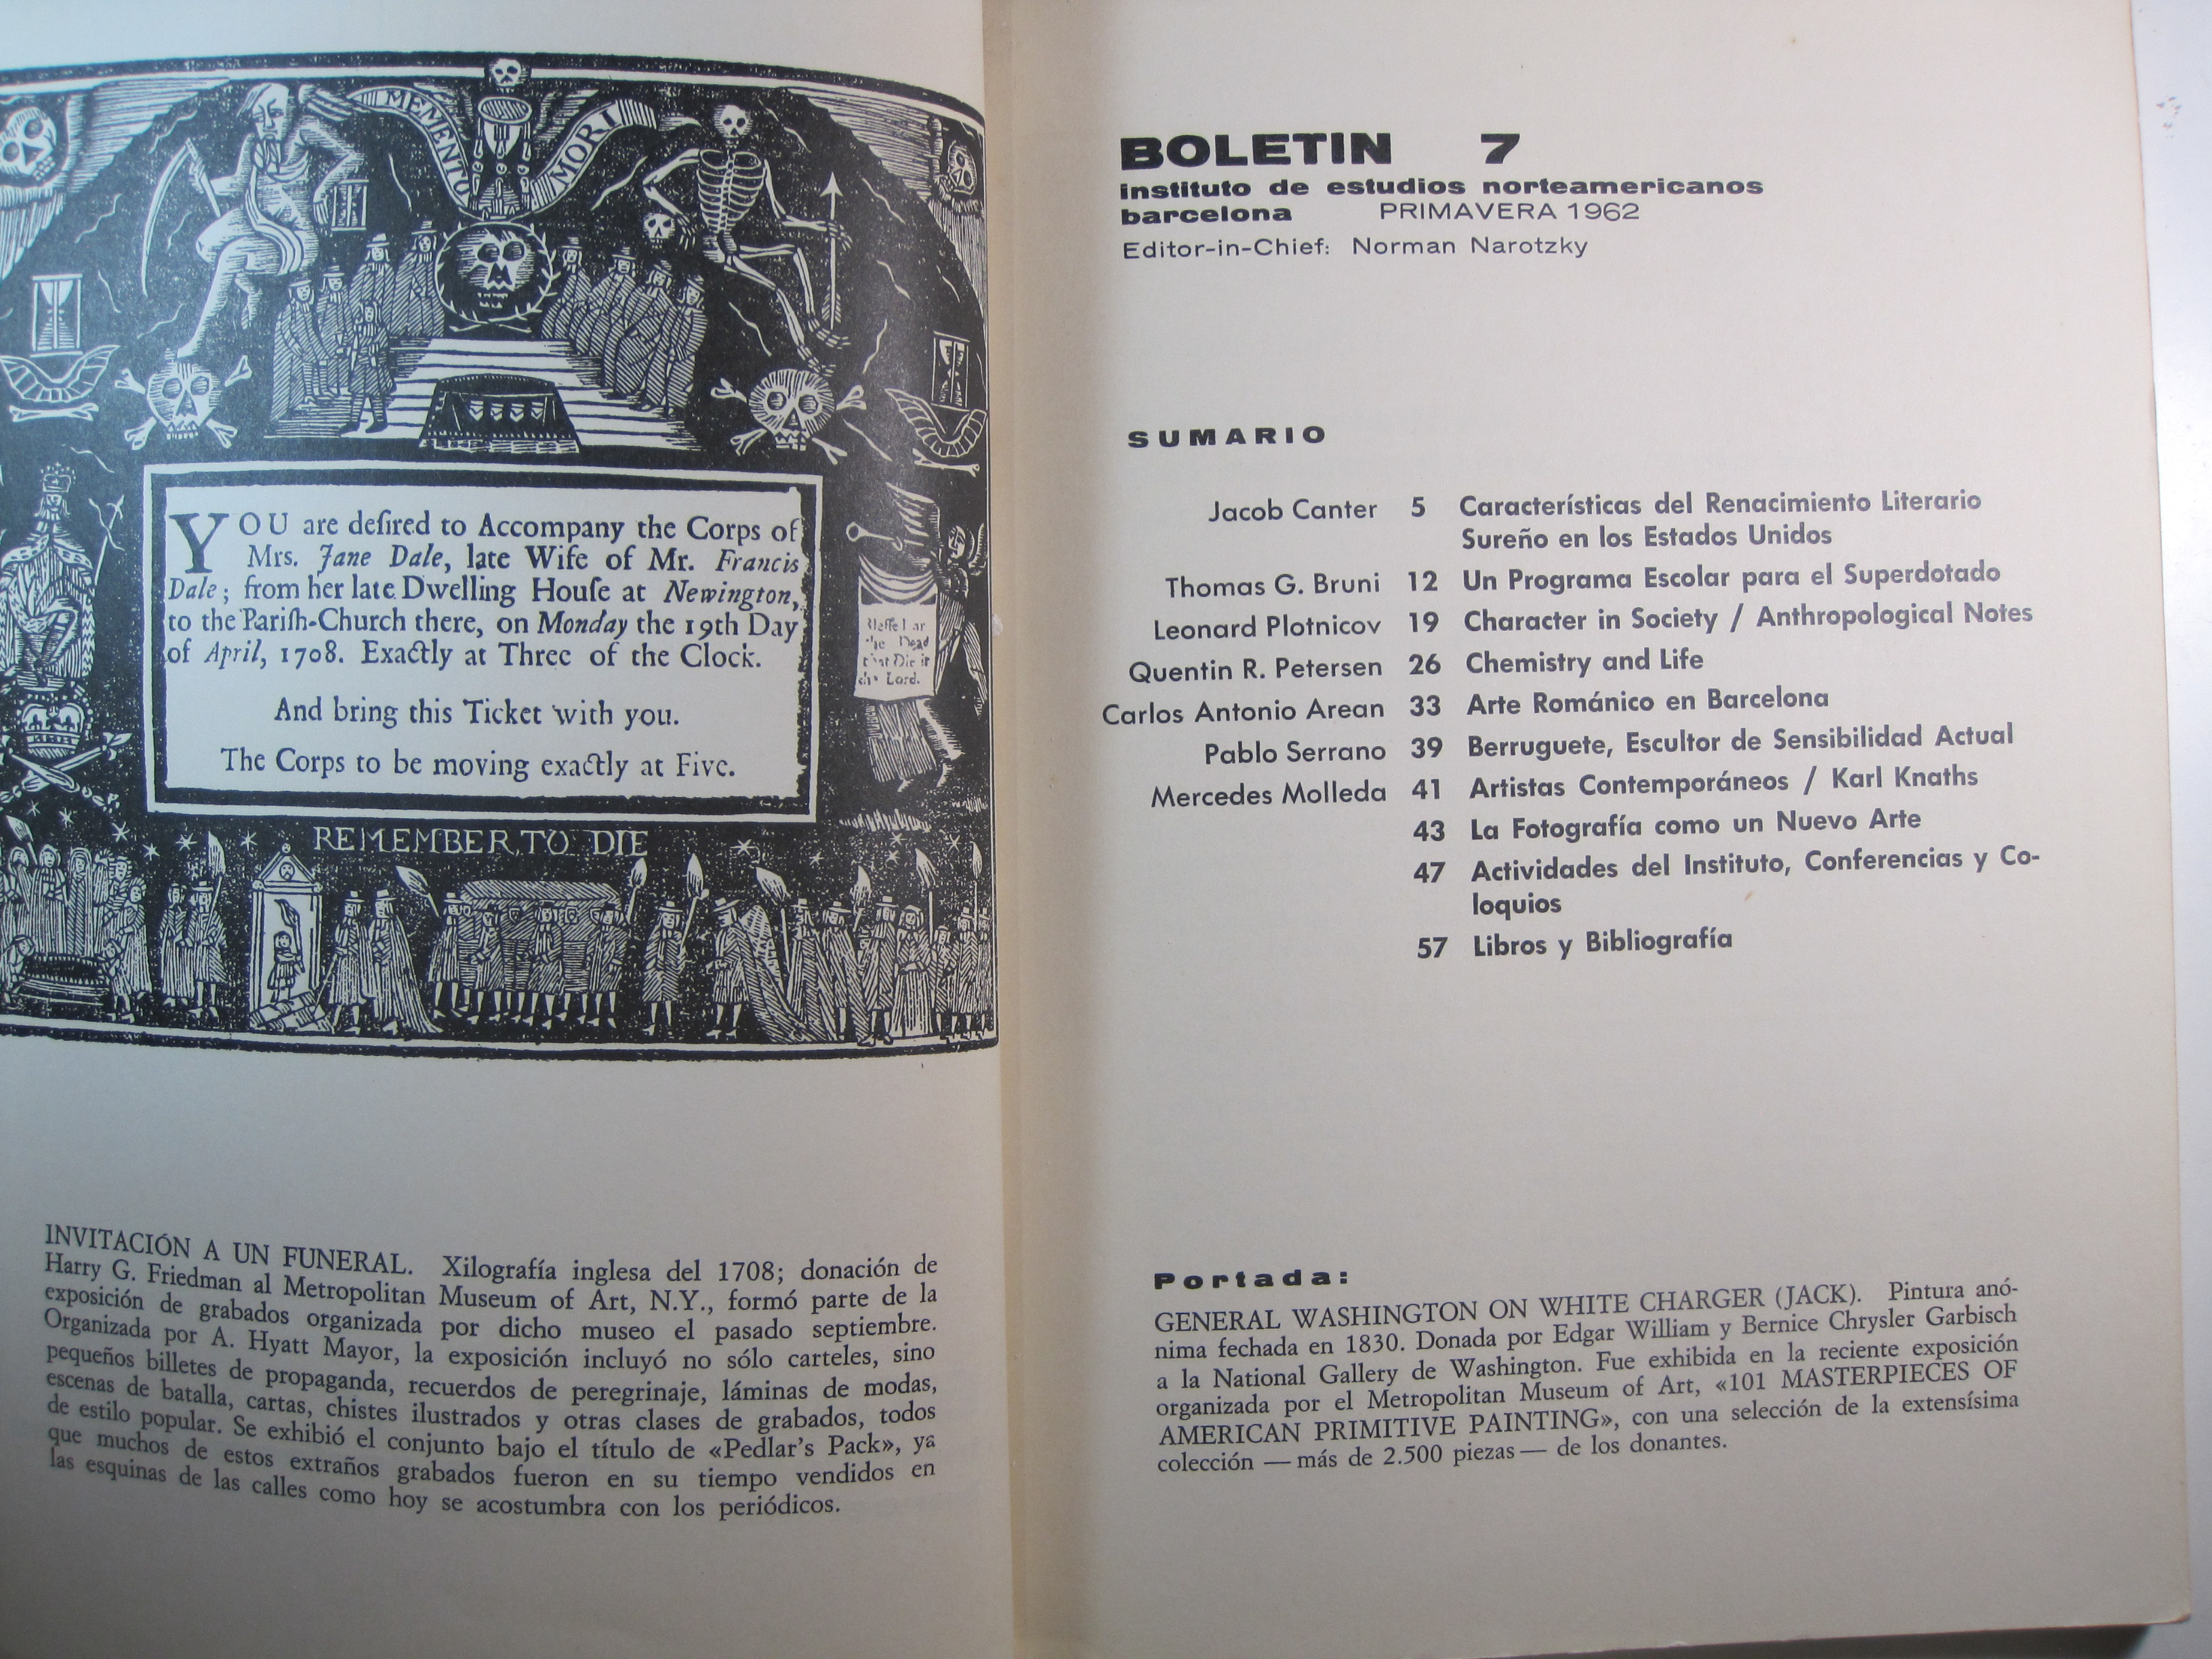 MEMENTO MORI
YOU are deſired to Accompany the Corps of
Mrs. Jane Dale, late Wife of Mr. Francis
Dale; from her late Dwelling Houſe at Newington,
to the Pariſh-Church there, on Monday the 19th Day
of April, 1708. Exactly at Three of the Clock.
And bring this Ticket with you.
The Corps to be moving exactly at Five.
Dead
that Die
Lord.
REMEMBER TO DIE
INVITACIÓN A UN FUNERAL. Xilografía inglesa del 1708; donación de
Harry G. Friedman al Metropolitan Museum of Art, N.Y., formó parte de la
exposición de grabados organizada por dicho museo el pasado septiembre.
Organizada por A. Hyatt Mayor, la exposición incluyó no sólo carteles, sino
pequeños billetes de propaganda, recuerdos de peregrinaje, láminas de modas,
escenas de batalla, cartas, chistes ilustrados y otras clases de grabados, todos
de estilo popular. Se exhibió el conjunto bajo el título de «Pedlar's Pack», ya
que muchos de estos extraños grabados fueron en su tiempo vendidos en
las esquinas de las calles como hoy se acostumbra con los periódicos.
BOLETIN 7
instituto de estudios norteamericanos
barcelona PRIMAVERA 1962
Editor-in-Chief: Norman Narotzky
SUMARIO
Jacob Canter 5 Características del Renacimiento Literario
Sureño en los Estados Unidos
Thomas G. Bruni 12 Un Programa Escolar para el Superdotado
Leonard Plotnicov 19 Character in Society / Anthropological Notes
Quentin R. Petersen 26 Chemistry and Life
Carlos Antonio Arean 33 Arte Románico en Barcelona
Pablo Serrano 39 Berruguete, Escultor de Sensibilidad Actual
Mercedes Molleda 41 Artistas Contemporáneos / Karl Knaths
43 La Fotografía como un Nuevo Arte
47 Actividades del Instituto, Conferencias y Co-
loquios
57 Libros y Bibliografía
Portada:
GENERAL WASHINGTON ON WHITE CHARGER (JACK). Pintura anó-
nima fechada en 1830. Donada por Edgar William y Bernice Chrysler Garbisch
a la National Gallery de Washington. Fue exhibida en la reciente exposición
organizada por el Metropolitan Museum of Art, «101 MASTERPIECES OF
AMERICAN PRIMITIVE PAINTING», con una selección de la extensísima
colección — más de 2.500 piezas — de los donantes.